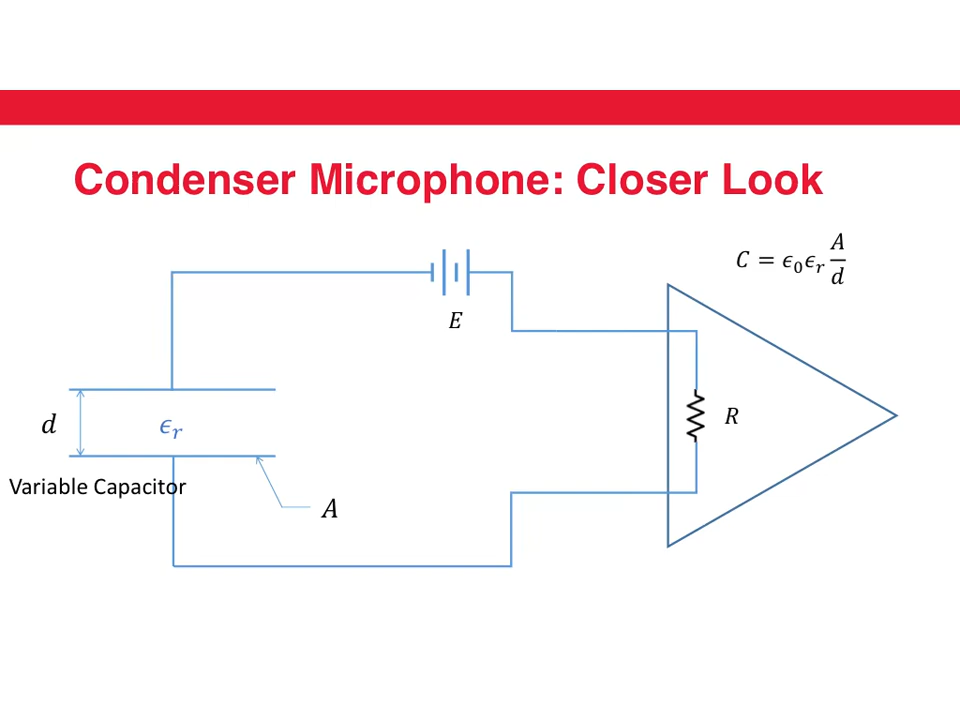 Condenser Microphone: Closer Look
C = ϵ₀ϵᵣ A/d
E
d
ϵᵣ
R
Variable Capacitor
A